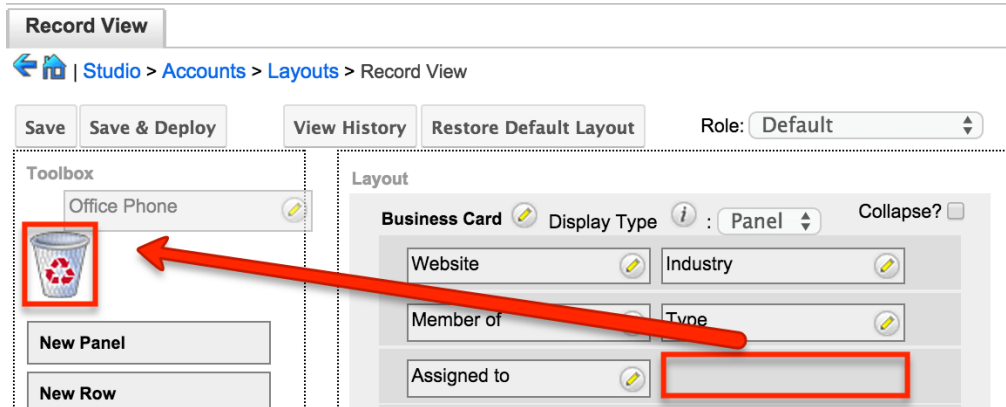 Record View
| Studio > Accounts > Layouts > Record View
Save Save & Deploy View History Restore Default Layout Role: Default
Toolbox
Office Phone
New Panel
New Row
Layout
Business Card Display Type i : Panel Collapse?
Website Industry
Member of Type
Assigned to